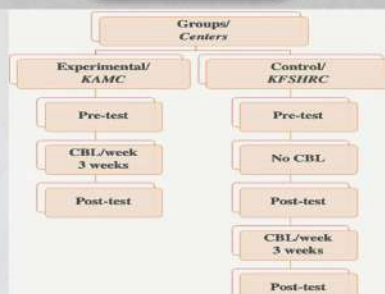 Groups/
Centers
Experimental/
KAMC
Control/
KFSHRC
Pre-test
Pre-test
CBL/week
3 weeks
No CBL
Post-test
Post-test
CBL/week
3 weeks
Post-test